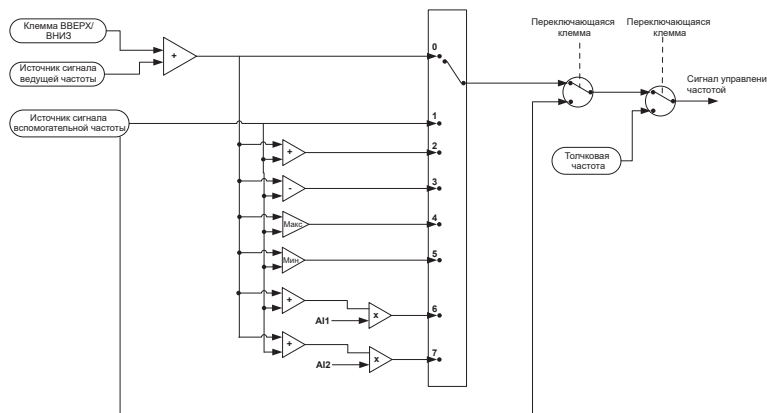 Клемма ВВЕРХ/
ВНИЗ
Источник сигнала
ведущей частоты
+
Источник сигнала
вспомогательной частоты
0
1
+
2
-
3
Макс
4
Мин
5
+
AI1
x
6
+
AI2
x
7
Переключающаяся
клемма
Переключающаяся
клемма
Сигнал управлени
частотой
Толчковая
частота